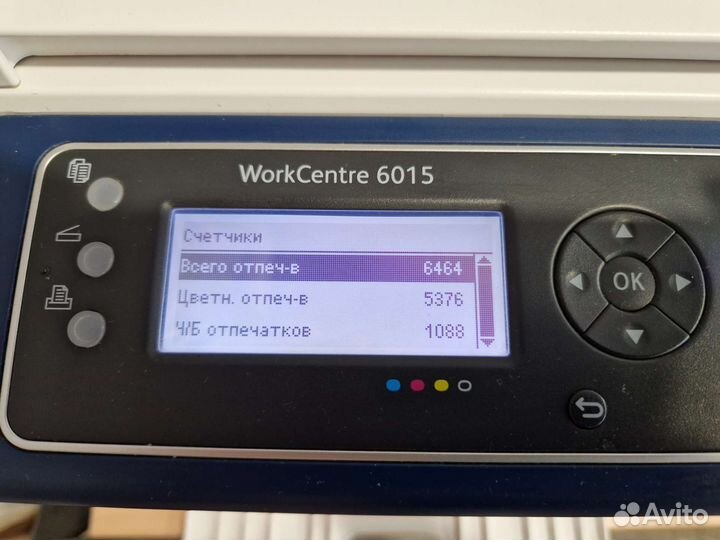 WorkCentre 6015
Счетчики
Всего отпеч-в 6464
Цветн. отпеч-в 5376
Ч/Б отпечатков 1088
OK
Avito